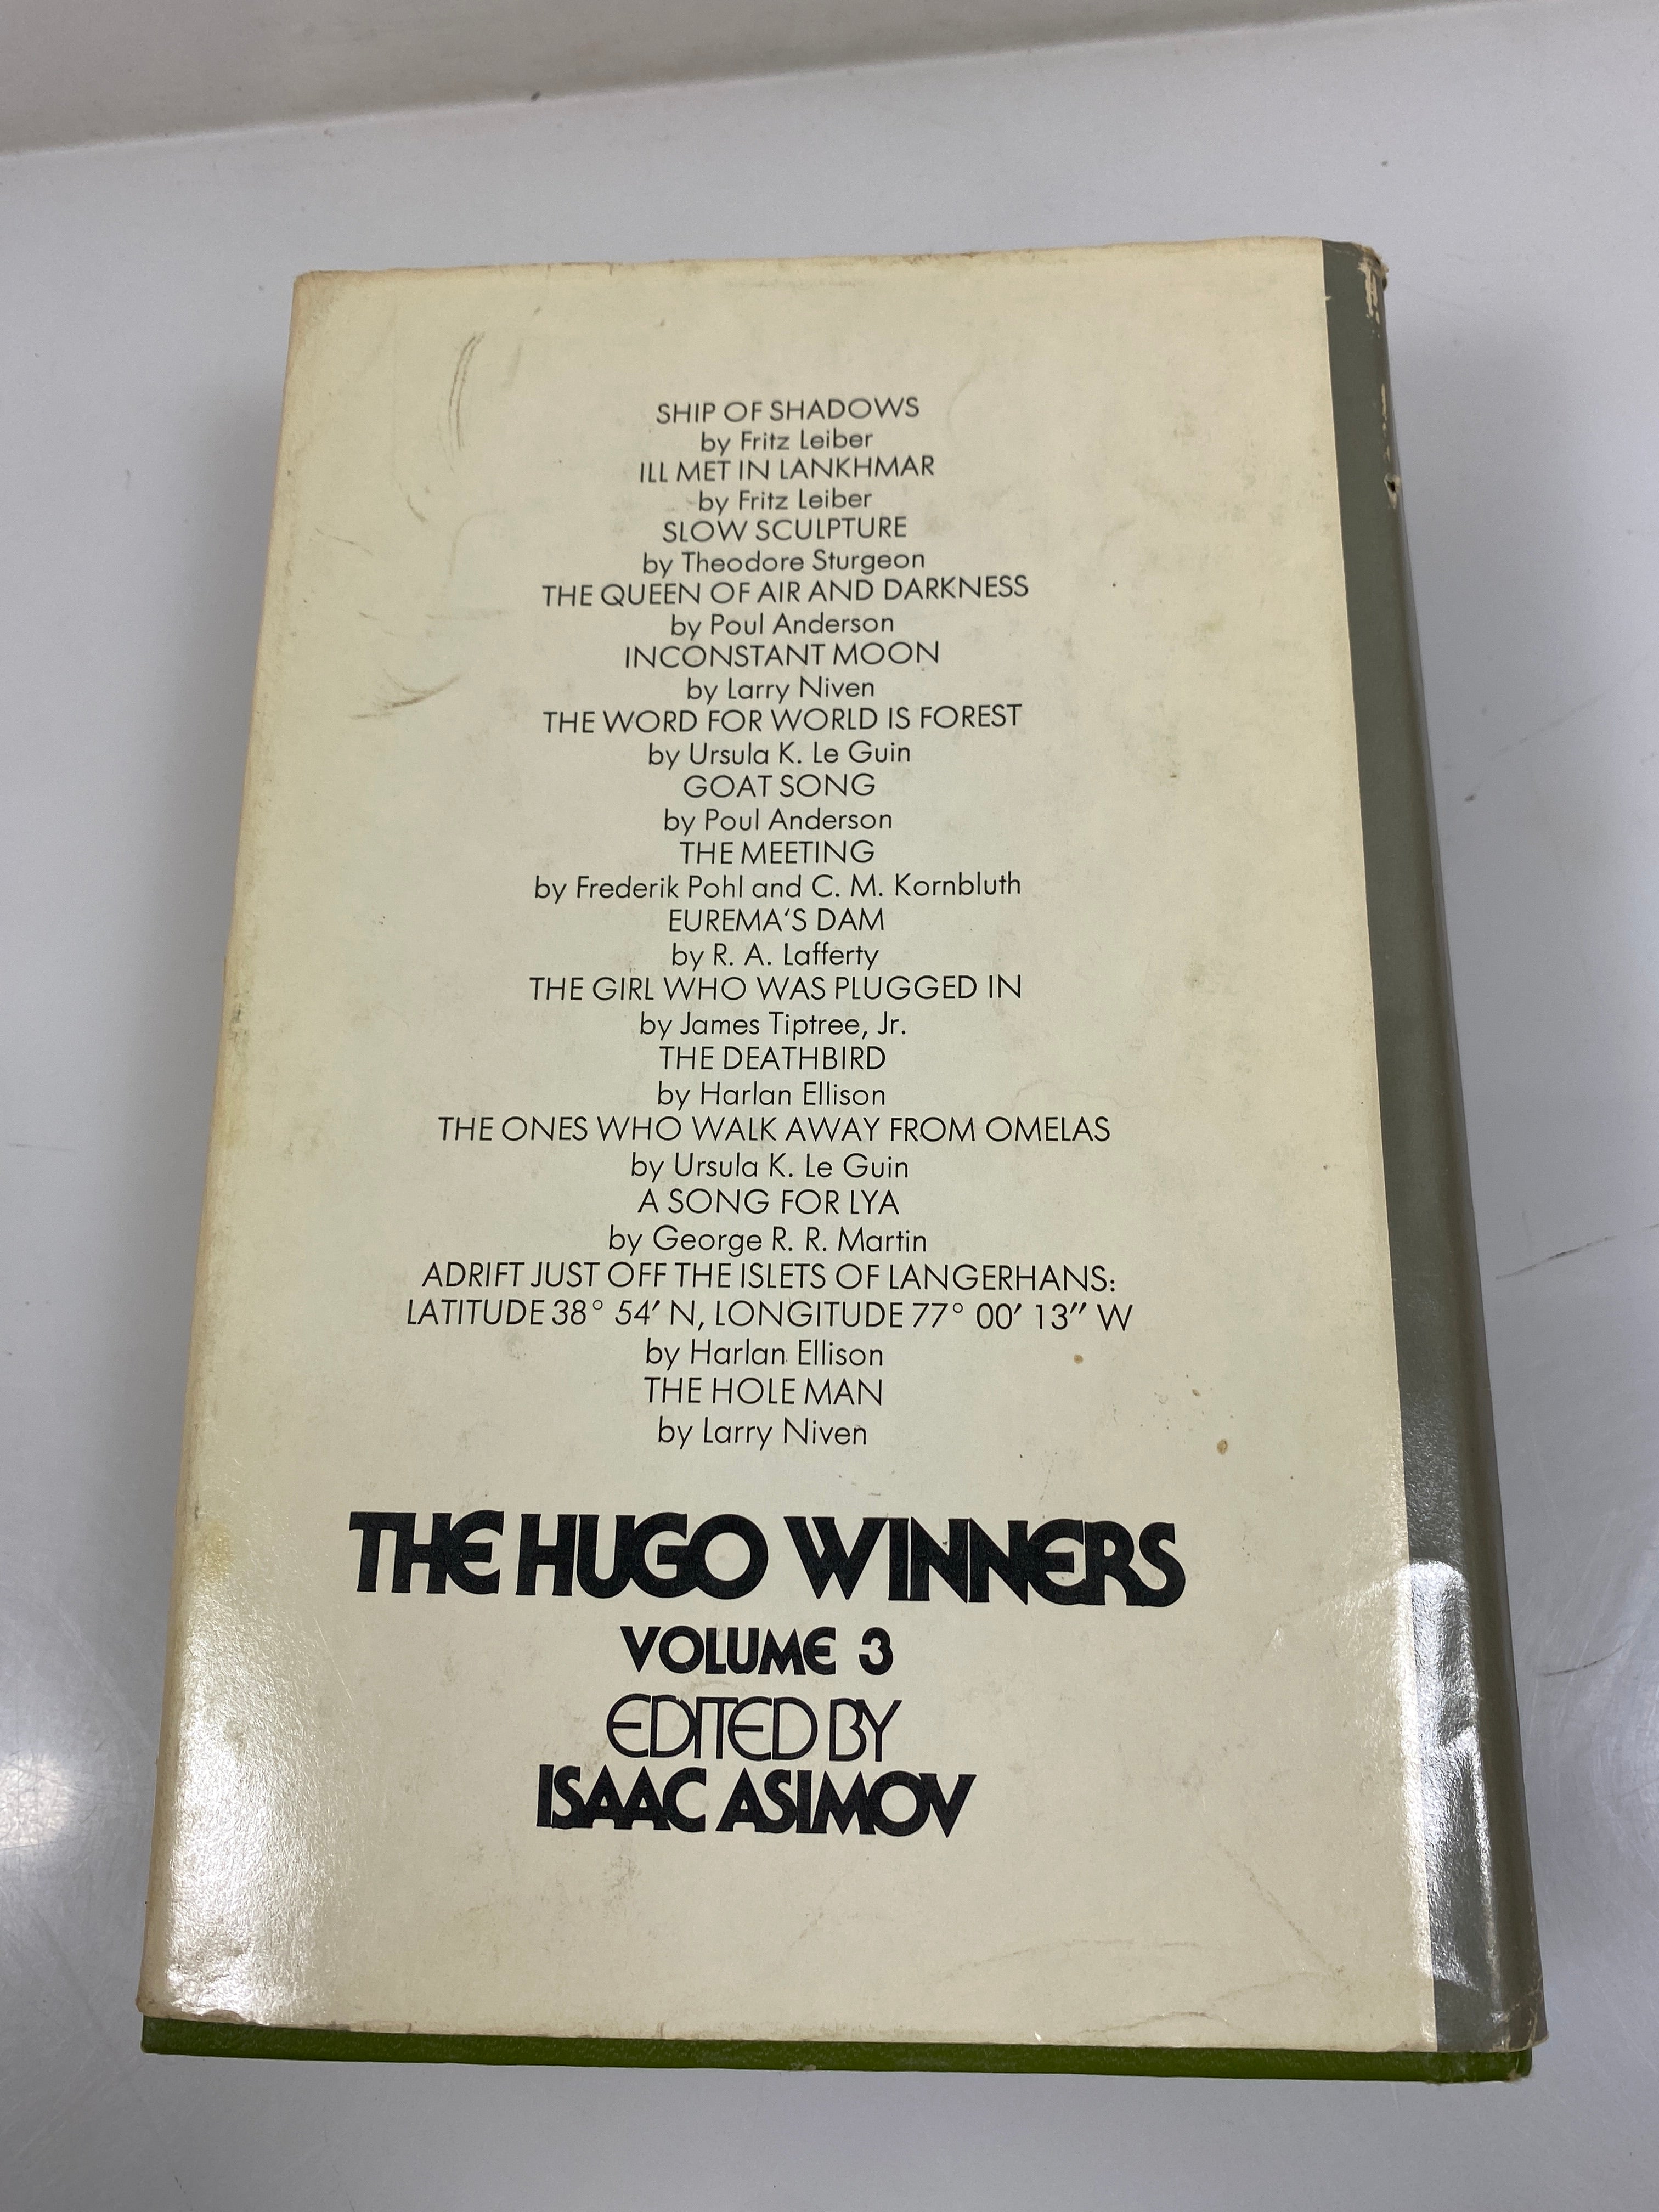 SHIP OF SHADOWS
by Fritz Leiber
ILL MET IN LANKHMAR
by Fritz Leiber
SLOW SCULPTURE
by Theodore Sturgeon
THE QUEEN OF AIR AND DARKNESS
by Poul Anderson
INCONSTANT MOON
by Larry Niven
THE WORD FOR WORLD IS FOREST
by Ursula K. Le Guin
GOAT SONG
by Poul Anderson
THE MEETING
by Frederik Pohl and C. M. Kornbluth
EUREMA'S DAM
by R. A. Lafferty
THE GIRL WHO WAS PLUGGED IN
by James Tiptree, Jr.
THE DEATHBIRD
by Harlan Ellison
THE ONES WHO WALK AWAY FROM OMELAS
by Ursula K. Le Guin
A SONG FOR LYA
by George R. R. Martin
ADRIFT JUST OFF THE ISLETS OF LANGERHANS:
LATITUDE 38° 54′ N, LONGITUDE 77° 00′ 13″ W
by Harlan Ellison
THE HOLE MAN
by Larry Niven
THE HUGO WINNERS
VOLUME 3
EDITED BY
ISAAC ASIMOV